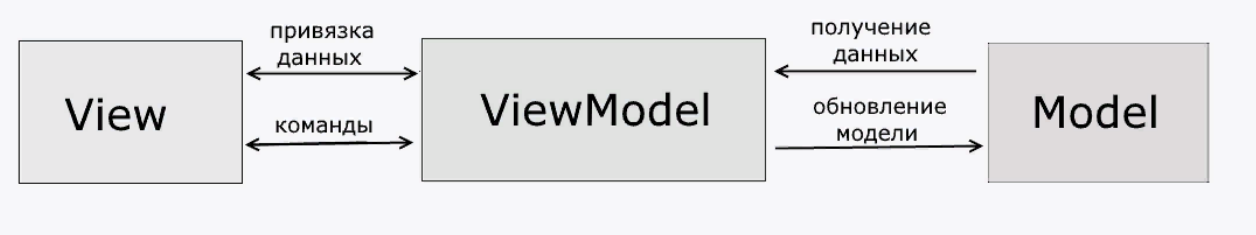 View
привязка
данных
команды
ViewModel
получение
данных
обновление
модели
Model